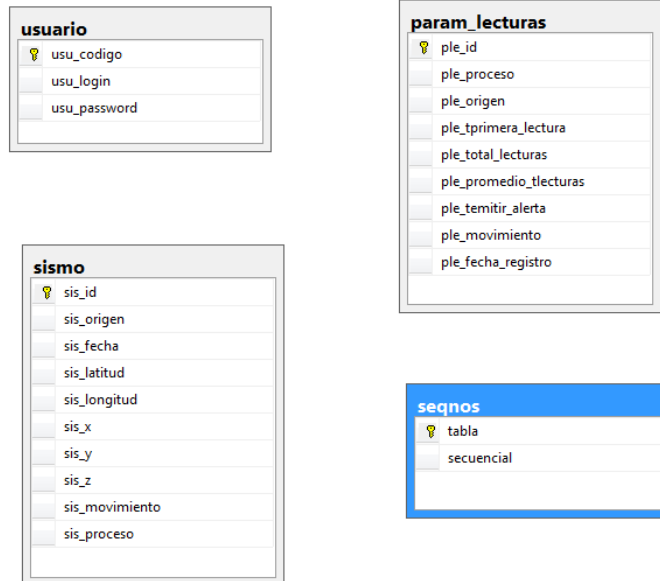 usuario
usu_codigo
usu_login
usu_password
param_lecturas
ple_id
ple_proceso
ple_origen
ple_tprimera_lectura
ple_total_lecturas
ple_promedio_tlecturas
ple_temitir_alerta
ple_movimiento
ple_fecha_registro
sismo
sis_id
sis_origen
sis_fecha
sis_latitud
sis_longitud
sis_x
sis_y
sis_z
sis_movimiento
sis_proceso
seqnos
tabla
secuencial